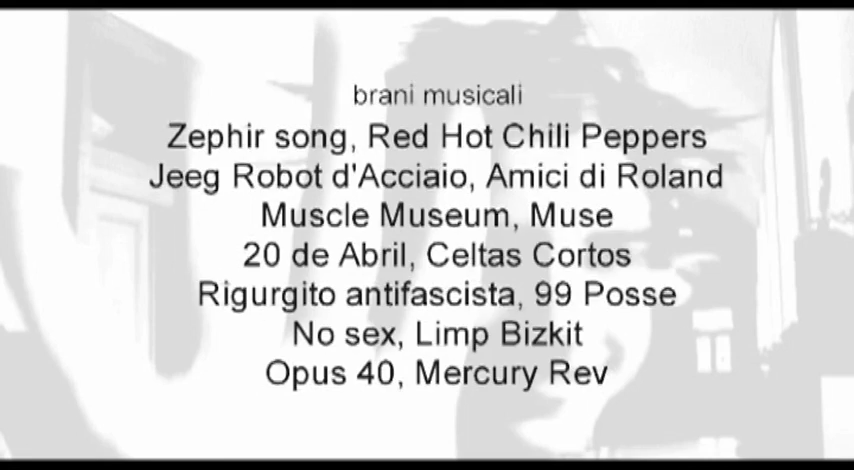 brani musicali
Zephir song, Red Hot Chili Peppers
Jeeg Robot d'Acciaio, Amici di Roland
Muscle Museum, Muse
20 de Abril, Celtas Cortos
Rigurgito antifascista, 99 Posse
No sex, Limp Bizkit
Opus 40, Mercury Rev